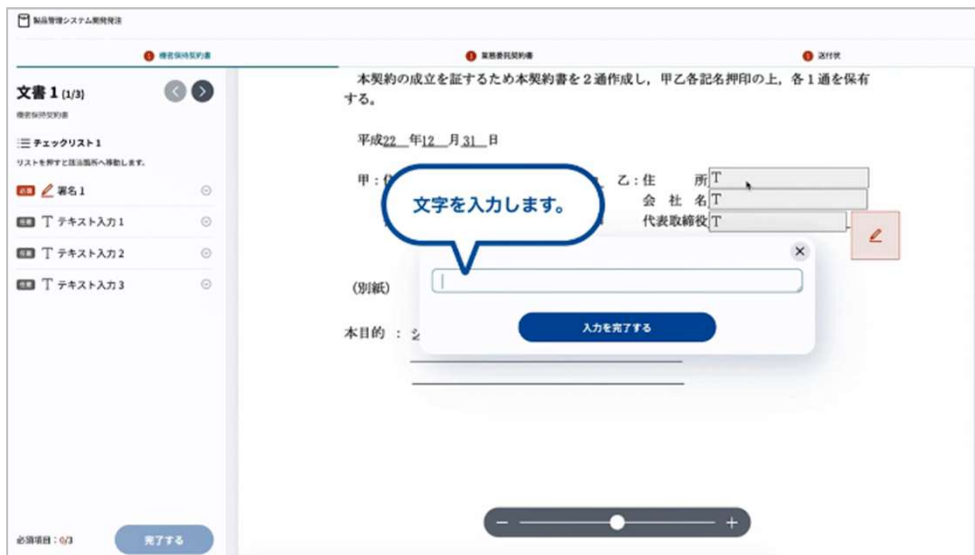 製品管理システム開発発注
機密保持契約書
業務委託契約書
送付状
文書 1 (1/3)
機密保持契約書
チェックリスト 1
リストを押すと該当箇所へ移動します。
必須 署名 1
任意 T テキスト入力 1
任意 T テキスト入力 2
任意 T テキスト入力 3
必須項目：0/3
完了する
本契約の成立を証するため本契約書を２通作成し，甲乙各記名押印の上，各１通を保有
する。
平成22 年12 月31 日
甲：住
乙：住 所 T
会 社 名 T
代表取締役 T
文字を入力します。
入力を完了する
(別紙)
本目的 ：